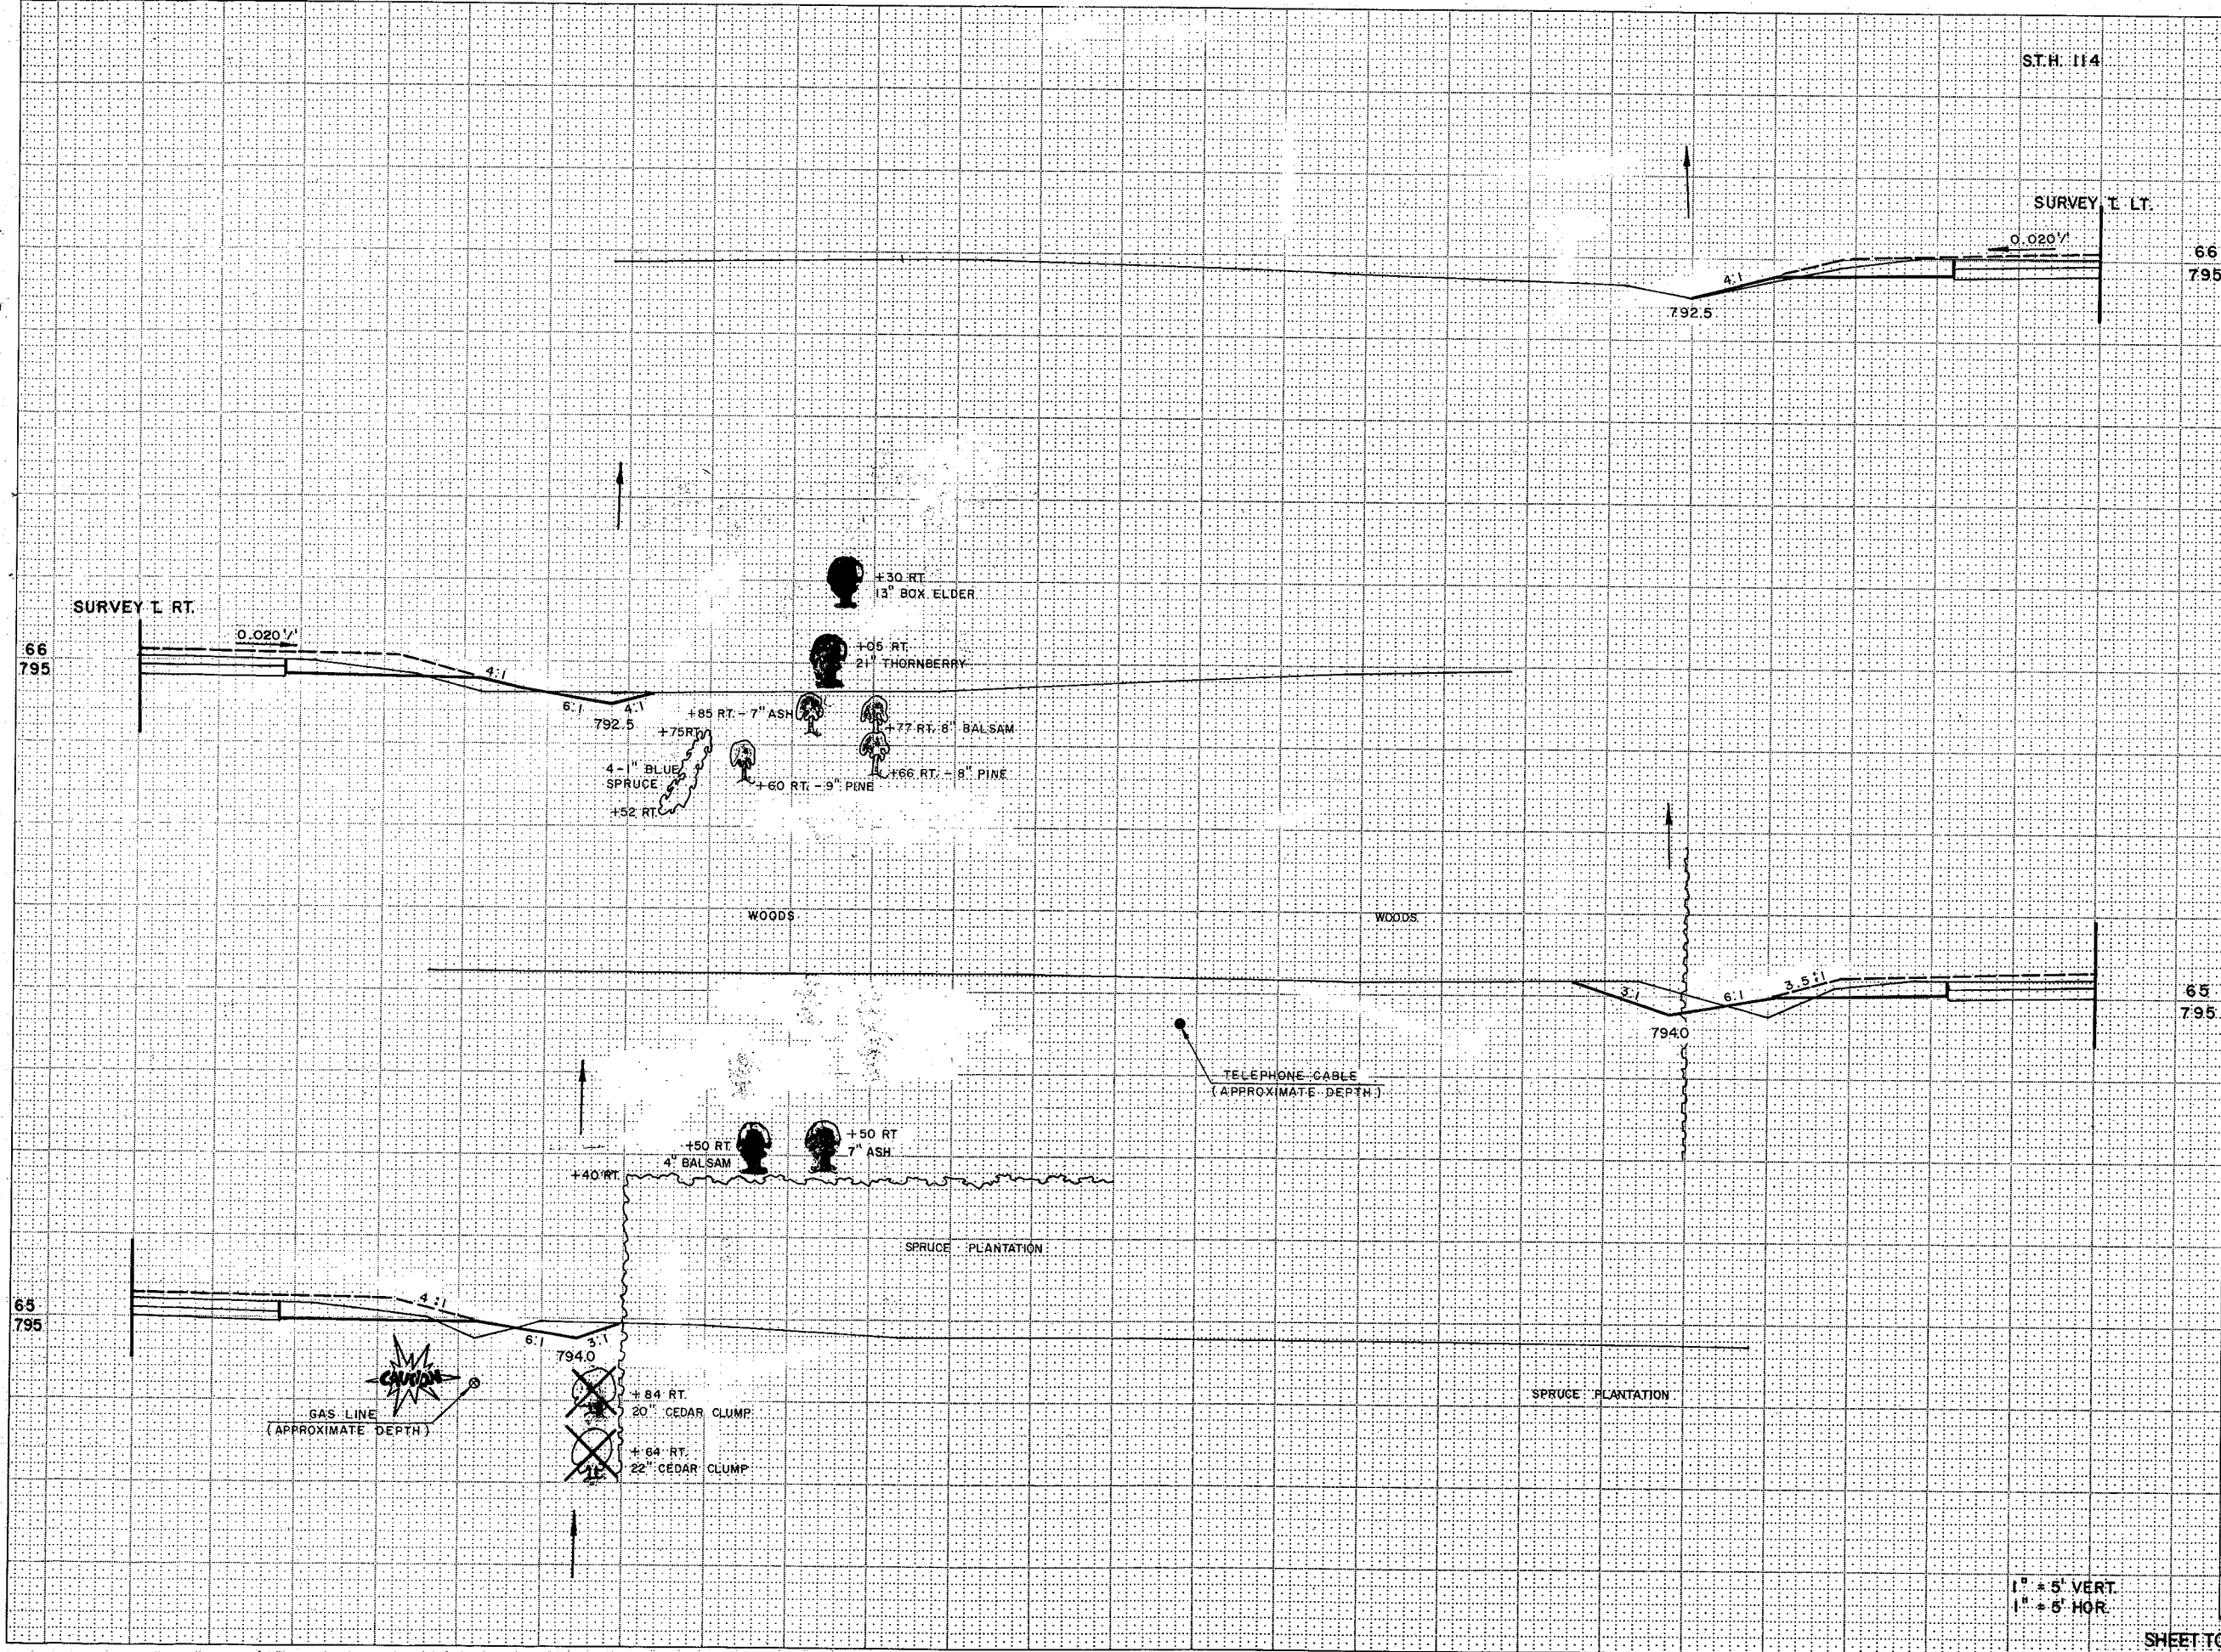 S.T.H. 114
SURVEY T. LT.
0.020'/'
66
795
4:1
792.5
+30 RT.
13" BOX ELDER
SURVEY T. RT.
0.020'/'
66
795
+05 RT.
21" THORNBERRY
4:1
6:1
4:1
792.5
+85 RT. - 7" ASH
+77 RT. 8" BALSAM
+75 RT.
4-1" BLUE
SPRUCE
+66 RT. - 8" PINE
+60 RT. - 9" PINE
+52 RT.
WOODS
WOODS
3:1
6:1
3.5:1
65
795
794.0
TELEPHONE CABLE
(APPROXIMATE DEPTH)
+50 RT.
4" BALSAM
+50 RT
7" ASH
+40 RT.
SPRUCE PLANTATION
65
795
4:1
6:1
3:1
794.0
CAUTION
GAS LINE
(APPROXIMATE DEPTH)
+84 RT.
20" CEDAR CLUMP
+64 RT.
22" CEDAR CLUMP
SPRUCE PLANTATION
1" = 5' VERT.
1" = 5' HOR.
SHEET